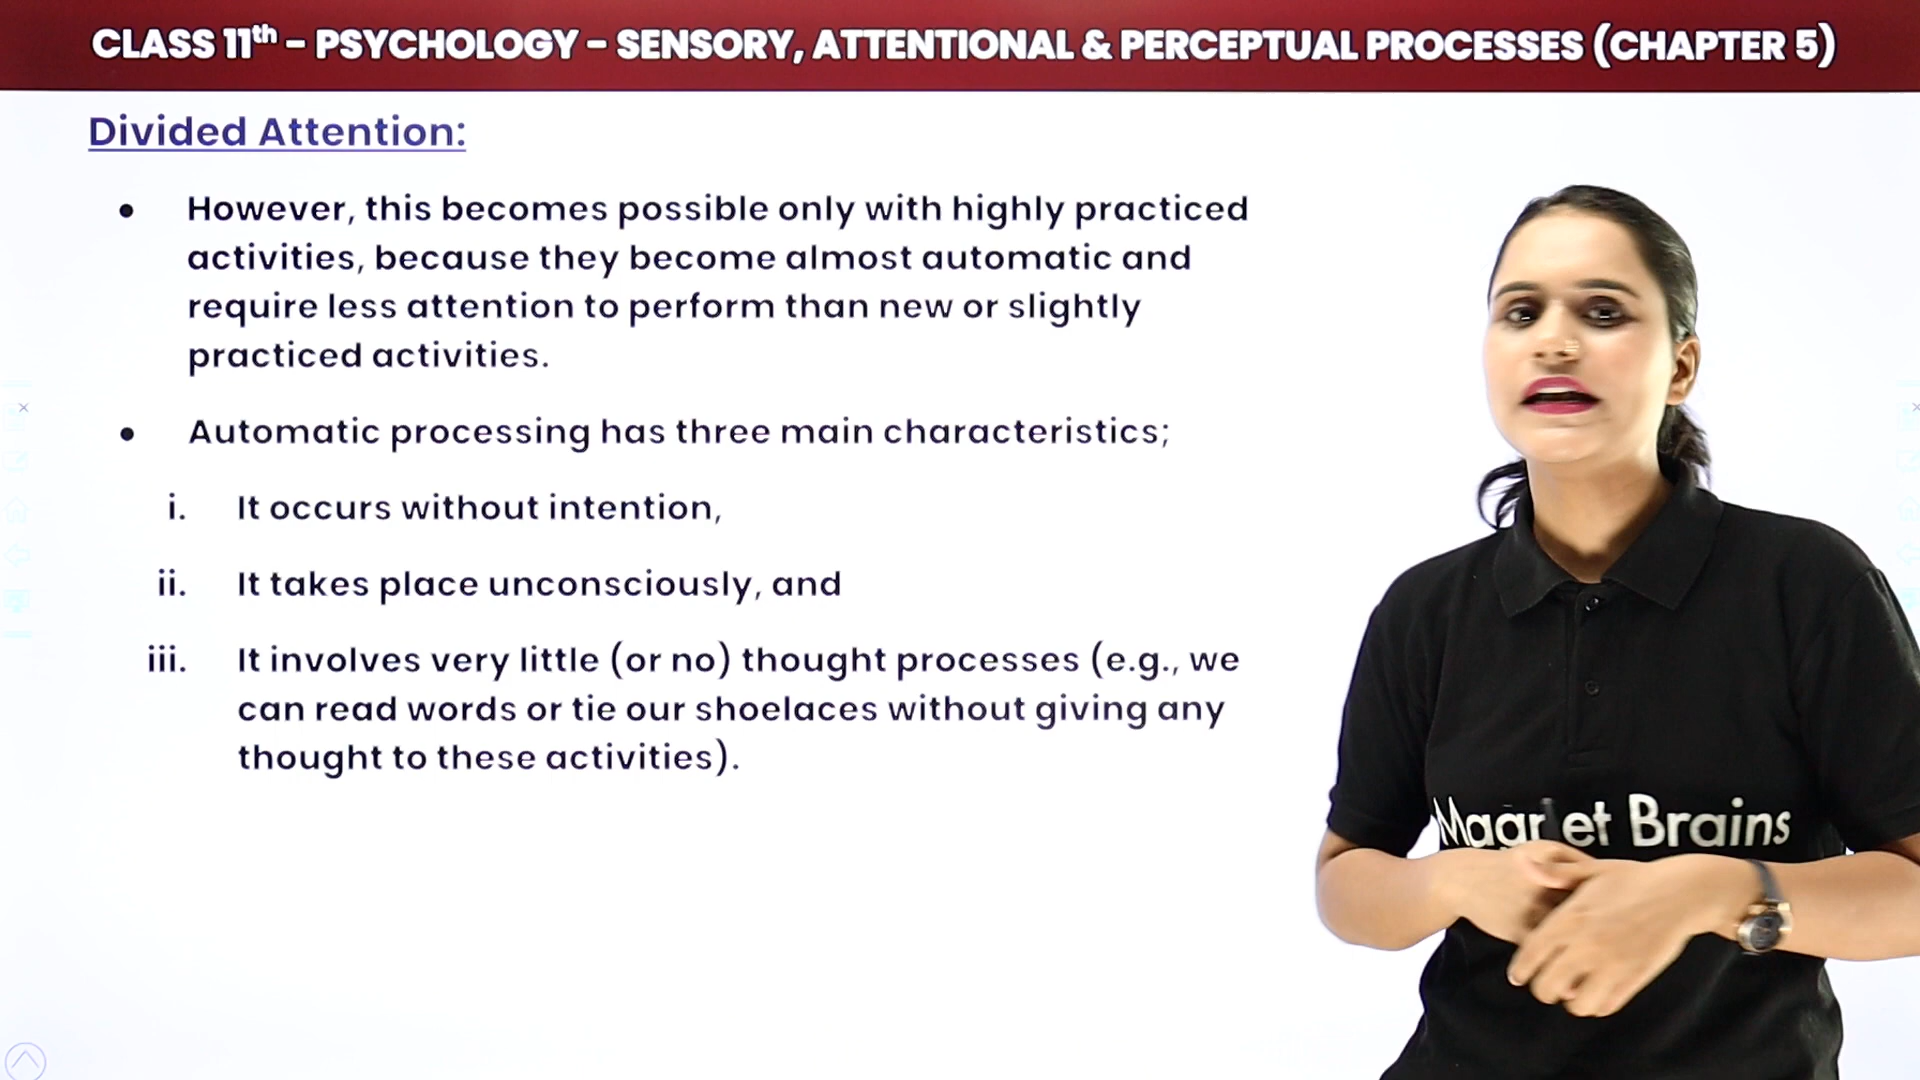 CLASS 11th – PSYCHOLOGY – SENSORY, ATTENTIONAL & PERCEPTUAL PROCESSES (CHAPTER 5)
Divided Attention:
• However, this becomes possible only with highly practiced
activities, because they become almost automatic and
require less attention to perform than new or slightly
practiced activities.
• Automatic processing has three main characteristics;
i. It occurs without intention,
ii. It takes place unconsciously, and
iii. It involves very little (or no) thought processes (e.g., we
can read words or tie our shoelaces without giving any
thought to these activities).
Magnet Brains